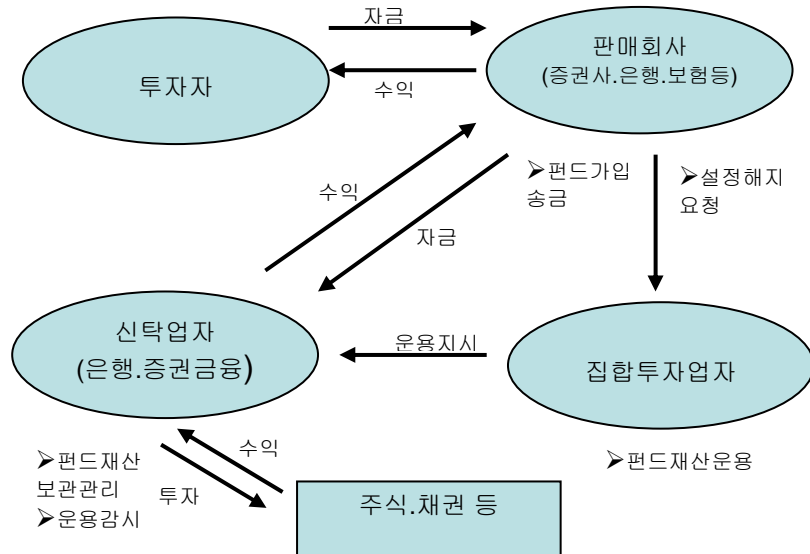 자금
판매회사
(증권사.은행.보험등)
투자자
수익
수익
➢펀드가입
송금
➢설정해지
요청
자금
신탁업자
(은행.증권금융)
운용지시
집합투자업자
➢펀드재산
보관관리
➢운용감시
수익
투자
➢펀드재산운용
주식.채권 등